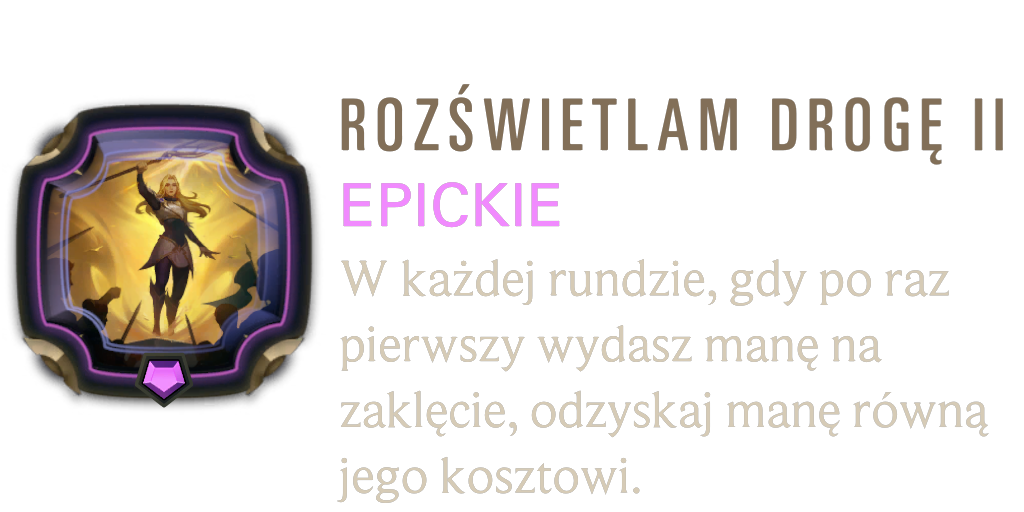 ROZŚWIETLAM DROGĘ II
EPICKIE
W każdej rundzie, gdy po raz
pierwszy wydasz manę na
zaklęcie, odzyskaj manę równą
jego kosztowi.